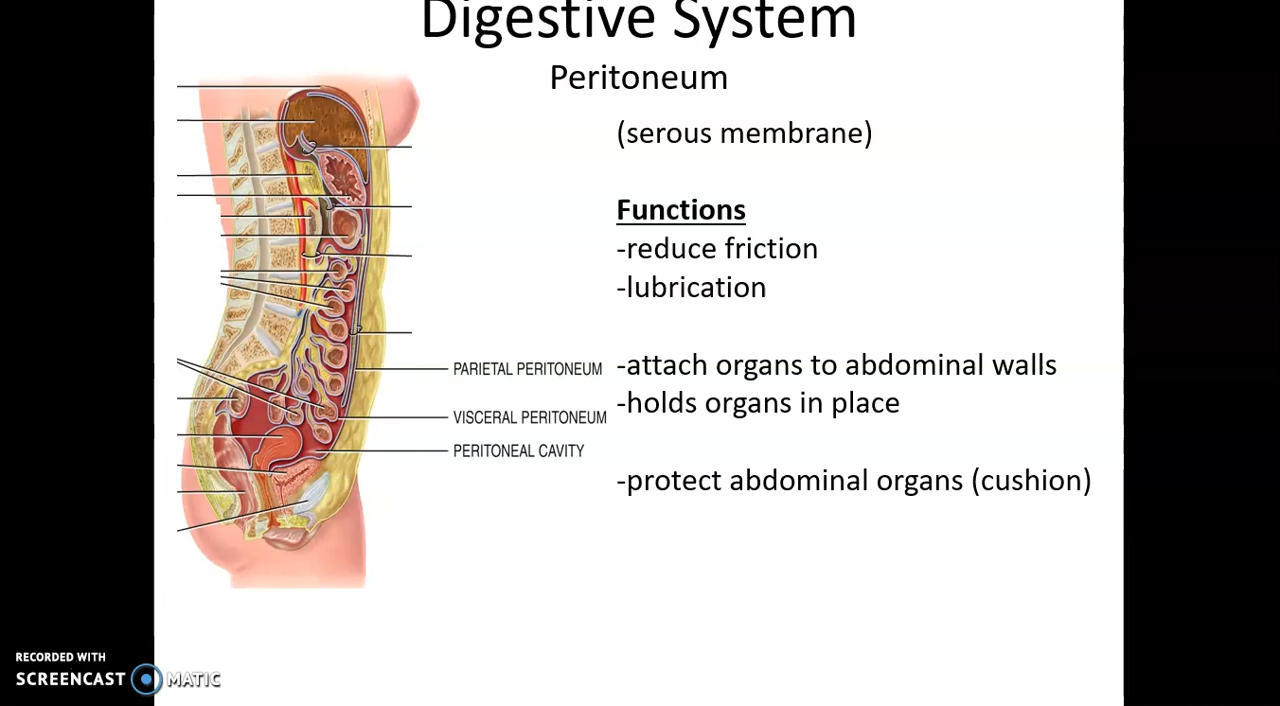 Digestive System
Peritoneum
(serous membrane)
Functions
-reduce friction
-lubrication
-attach organs to abdominal walls
-holds organs in place
-protect abdominal organs (cushion)
PARIETAL PERITONEUM
VISCERAL PERITONEUM
PERITONEAL CAVITY
RECORDED WITH
SCREENCAST MATIC